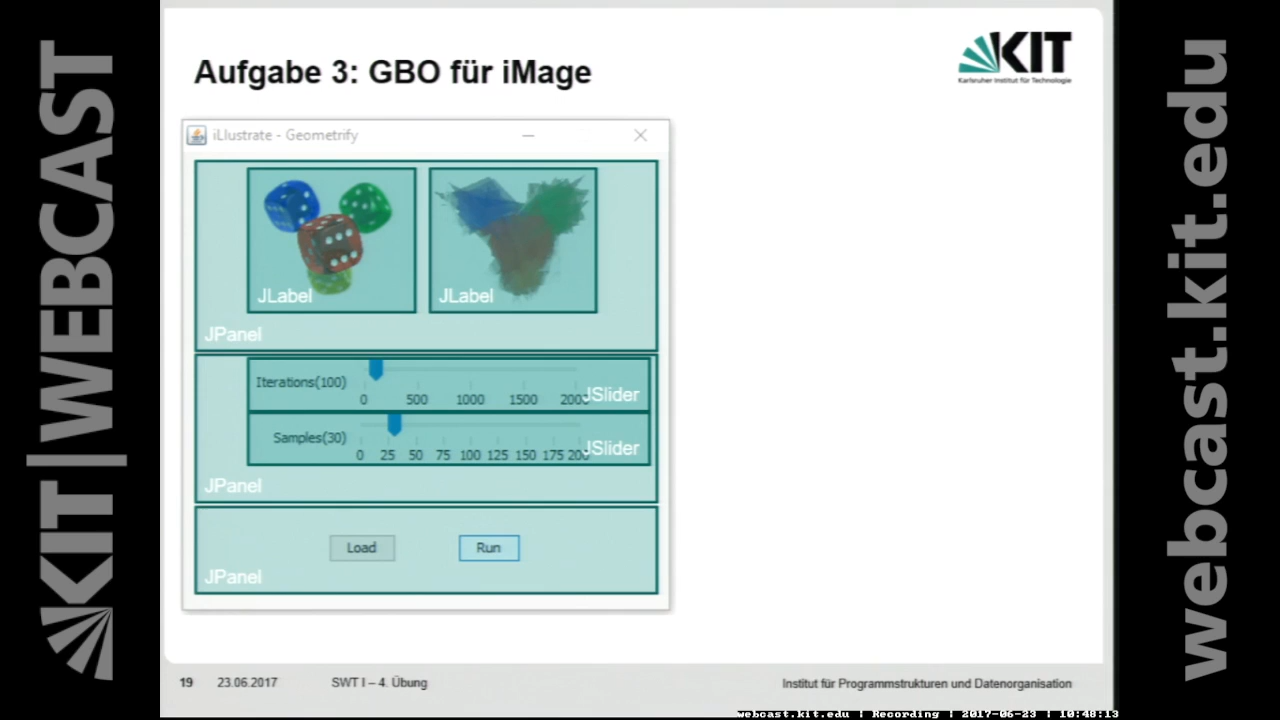 KIT | WEBCAST
Aufgabe 3: GBO für iMage
KIT
Karlsruher Institut für Technologie
iLlustrate - Geometrify
JLabel
JLabel
JPanel
Iterations(100)
0 500 1000 1500 2000
JSlider
Samples(30)
0 25 50 75 100 125 150 175 200
JSlider
JPanel
Load Run
JPanel
19 23.06.2017 SWT I – 4. Übung Institut für Programmstrukturen und Datenorganisation
webcast.kit.edu | Recording | 2017-06-23 | 10:48:13
webcast.kit.edu